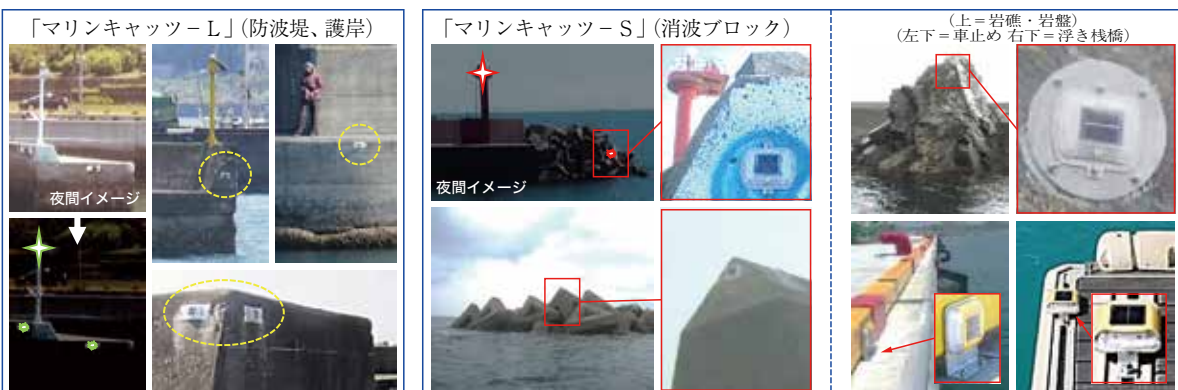 「マリンキャッツ－L」(防波堤、護岸)
夜間イメージ
「マリンキャッツ－S」(消波ブロック)
夜間イメージ
(上＝岩礁・岩盤)
(左下＝車止め 右下＝浮き桟橋)